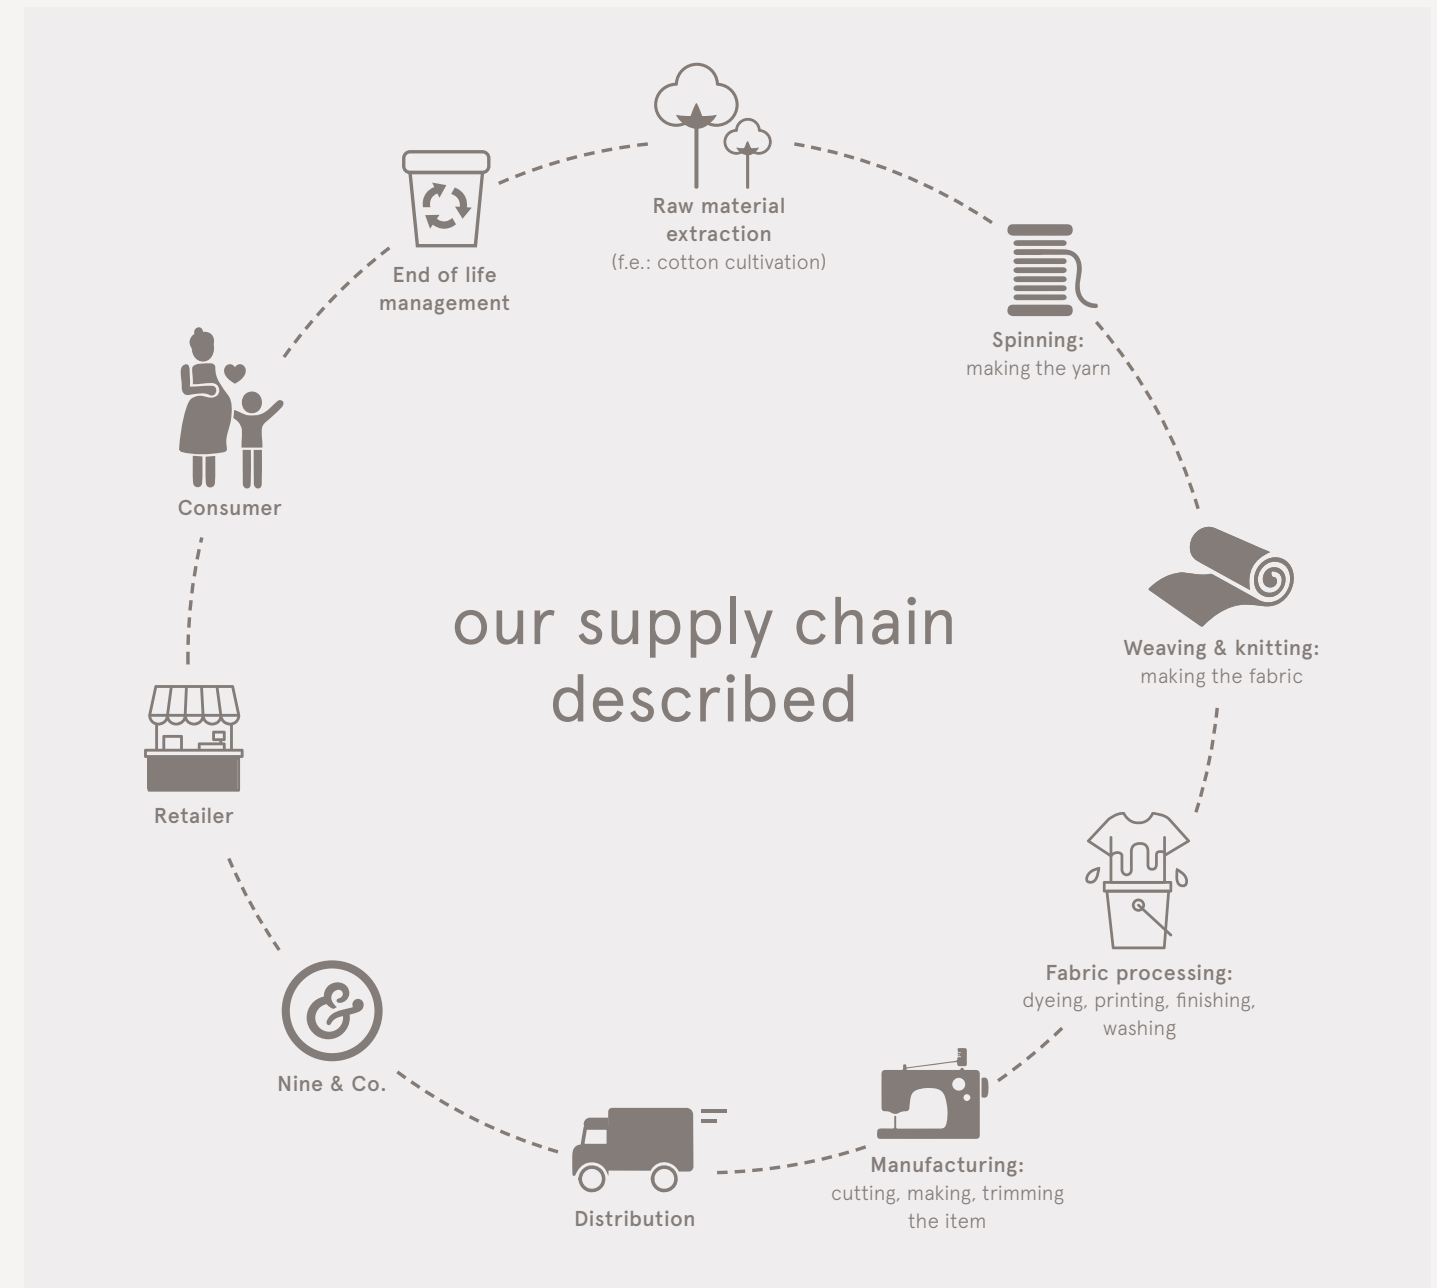 Raw material
extraction
(f.e.: cotton cultivation)
Spinning:
making the yarn
Weaving & knitting:
making the fabric
Fabric processing:
dyeing, printing, finishing,
washing
Manufacturing:
cutting, making, trimming
the item
Distribution
&
Nine & Co.
Retailer
Consumer
End of life
management
our supply chain
described